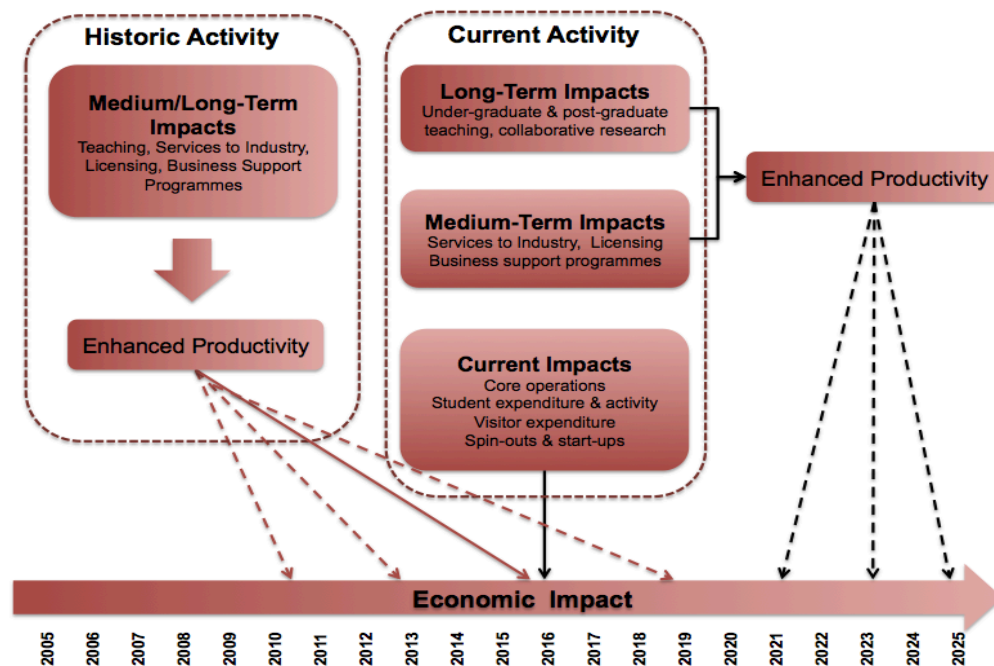 Historic Activity
Medium/Long-Term
Impacts
Teaching, Services to Industry,
Licensing, Business Support
Programmes
Enhanced Productivity
Current Activity
Long-Term Impacts
Under-graduate & post-graduate
teaching, collaborative research
Medium-Term Impacts
Services to Industry, Licensing
Business support programmes
Current Impacts
Core operations
Student expenditure & activity
Visitor expenditure
Spin-outs & start-ups
Enhanced Productivity
Economic Impact
2005
2006
2007
2008
2009
2010
2011
2012
2013
2014
2015
2016
2017
2018
2019
2020
2021
2022
2023
2024
2025